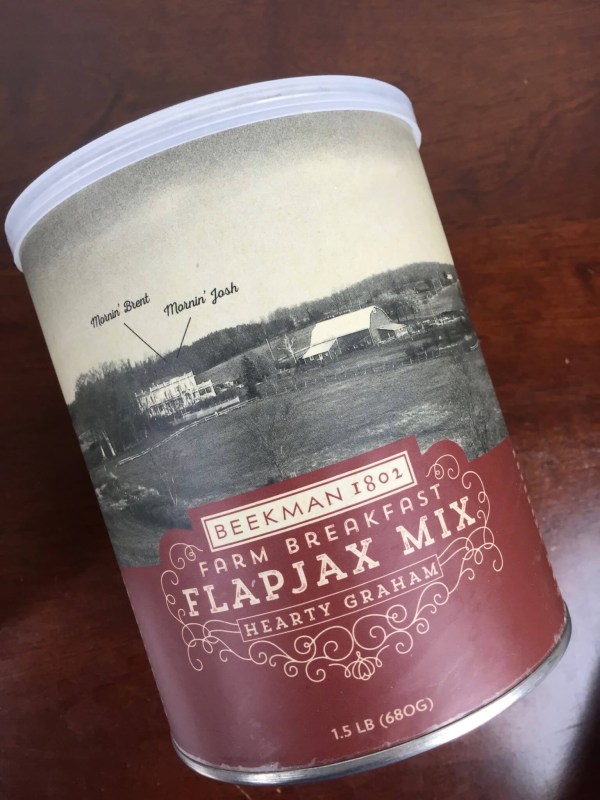 Mornin' Brent
Mornin' Josh
BEEKMAN 1802
FARM BREAKFAST
FLAPJAX MIX
HEARTY GRAHAM
1.5 LB (680G)